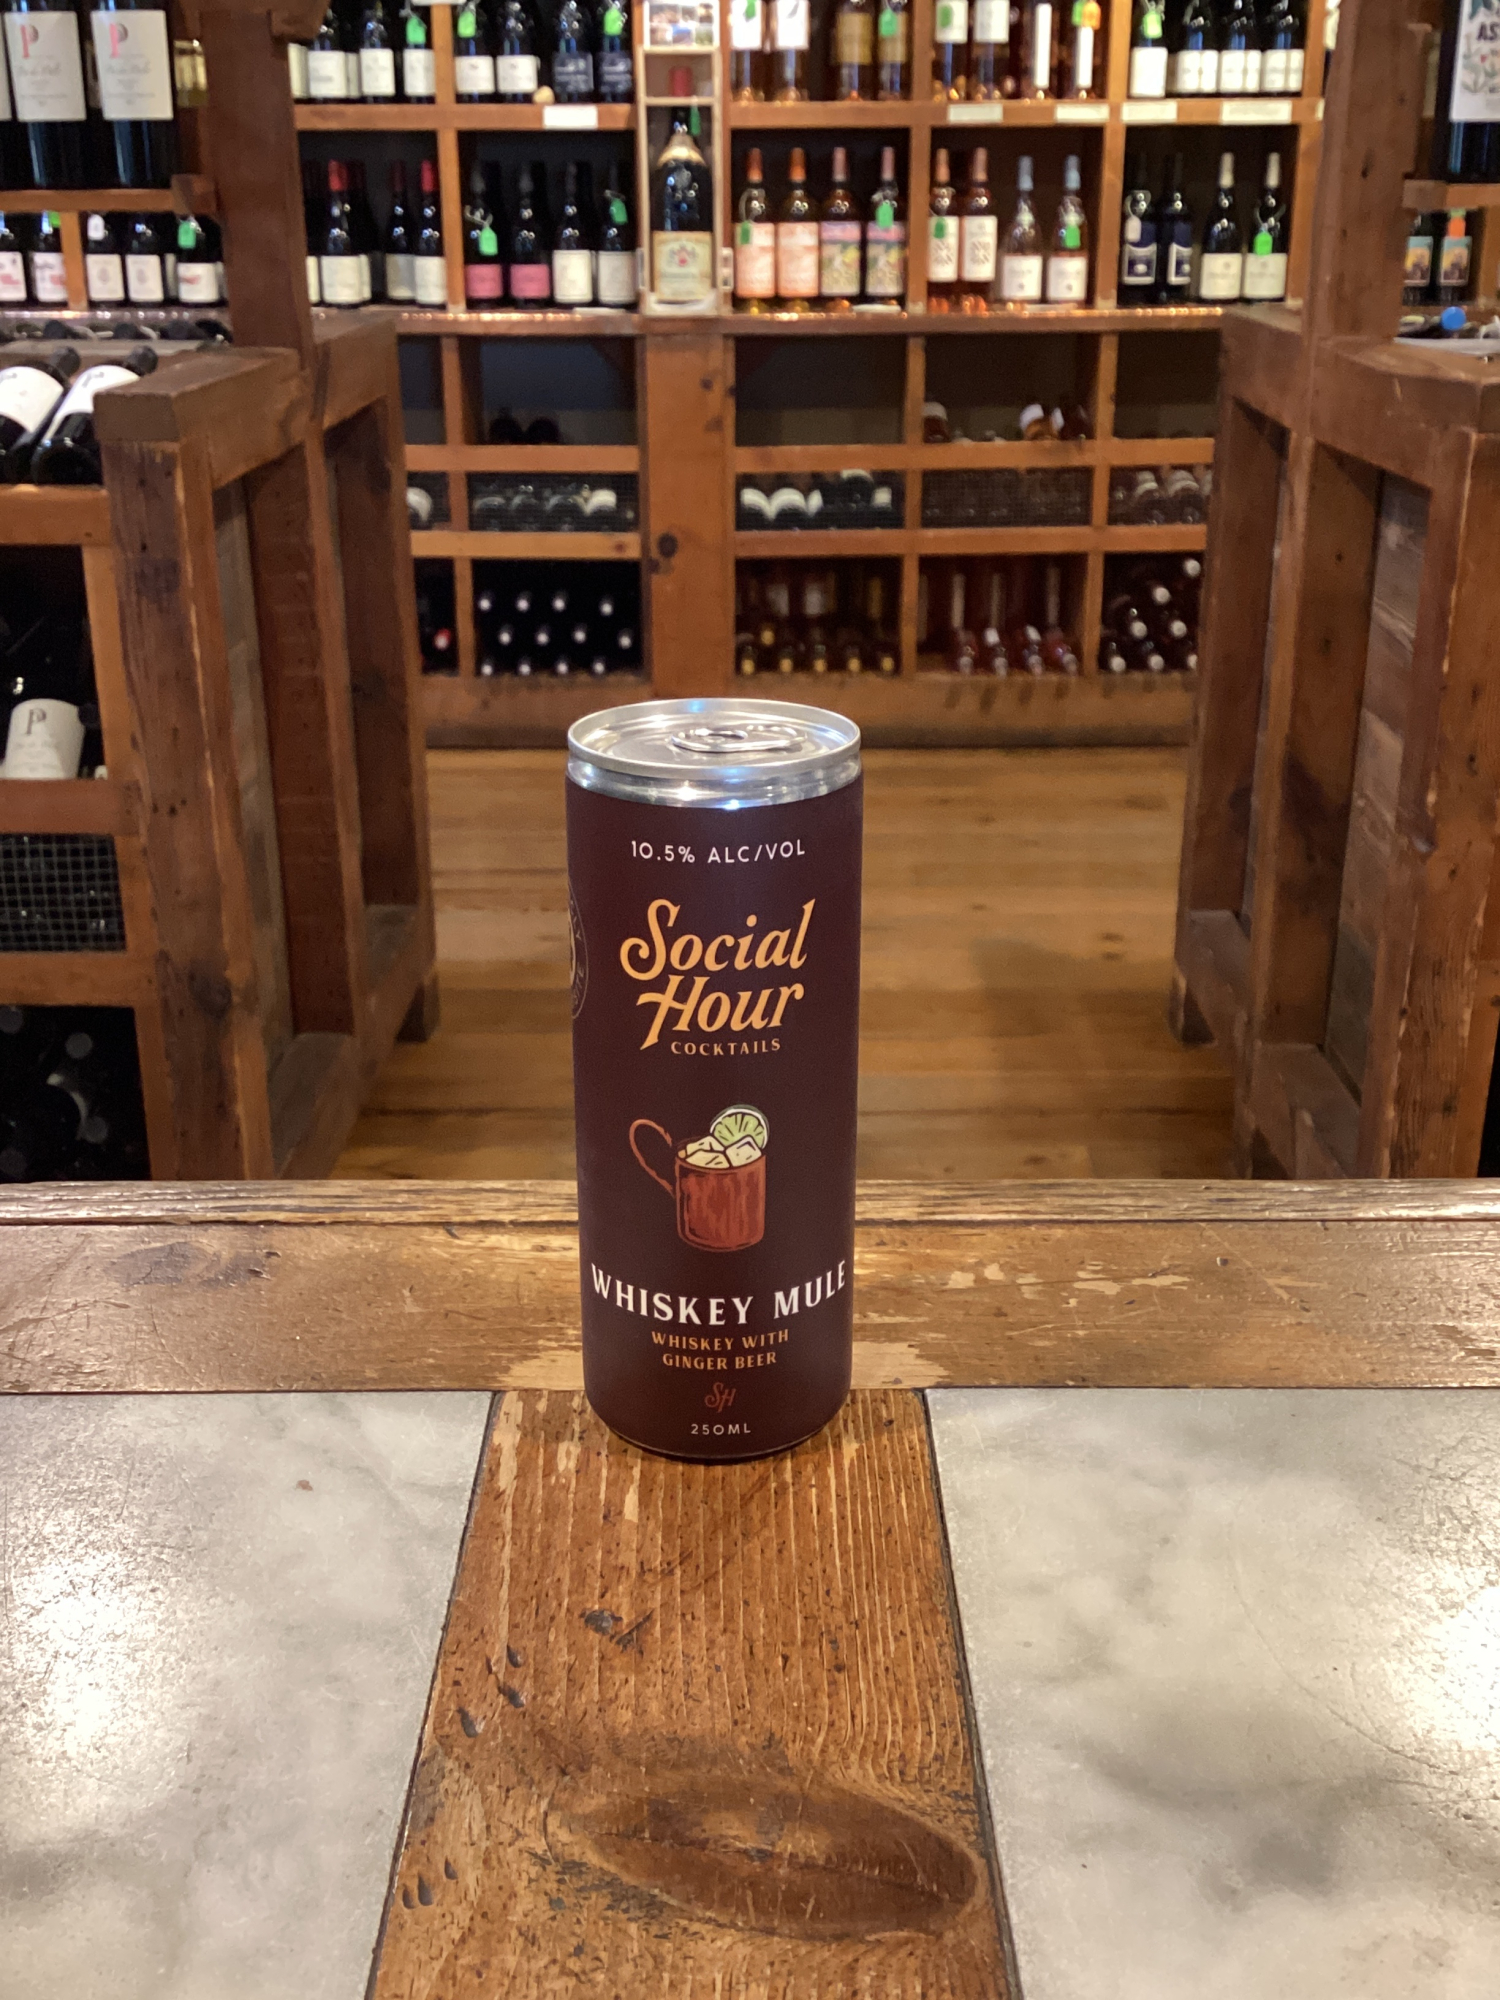 10.5% ALC/VOL
Social
Hour
COCKTAILS
WHISKEY MULE
WHISKEY WITH
GINGER BEER
SH
250ML